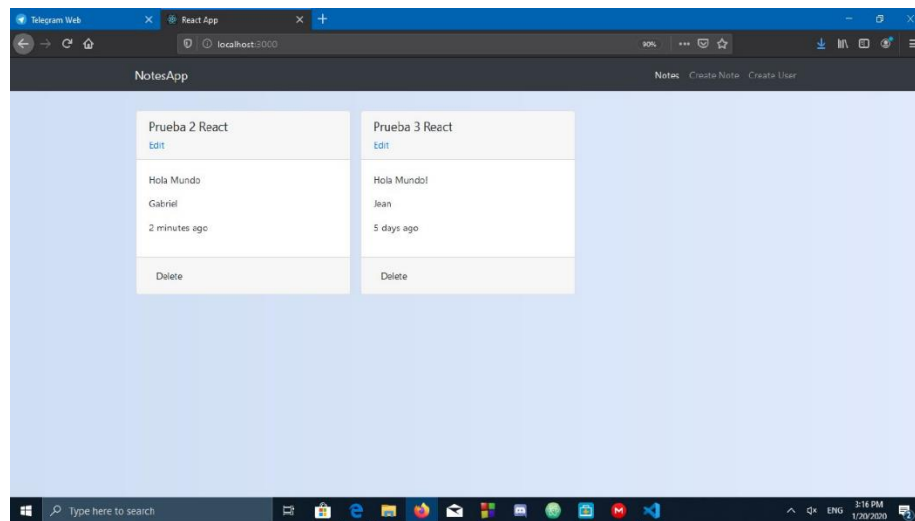 Telegram Web
React App
localhost:3000
90%
NotesApp
Notes Create Note Create User
Prueba 2 React
Edit
Hola Mundo
Gabriel
2 minutes ago
Delete
Prueba 3 React
Edit
Hola Mundo!
Jean
5 days ago
Delete
Type here to search
ENG
3:16 PM
1/20/2020